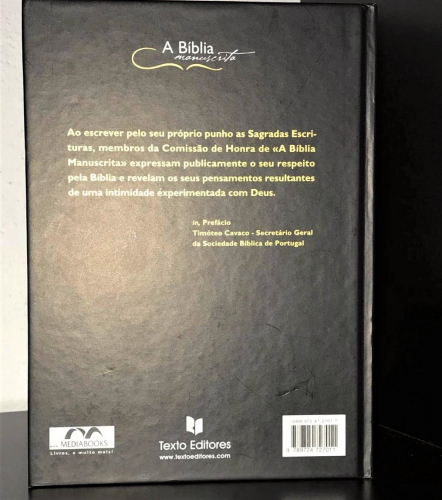 A Bíblia
manuscrita
Ao escrever pelo seu próprio punho as Sagradas Escri-
turas, membros da Comissão de Honra de «A Bíblia
Manuscrita» expressam publicamente o seu respeito
pela Bíblia e revelam os seus pensamentos resultantes
de uma intimidade experimentada com Deus.
in, Prefácio
Timóteo Cavaco - Secretário Geral
da Sociedade Bíblica de Portugal
MEDIABOOKS
Livros, e muito mais!
Texto Editores
www.textoeditores.com
9 789724 727011